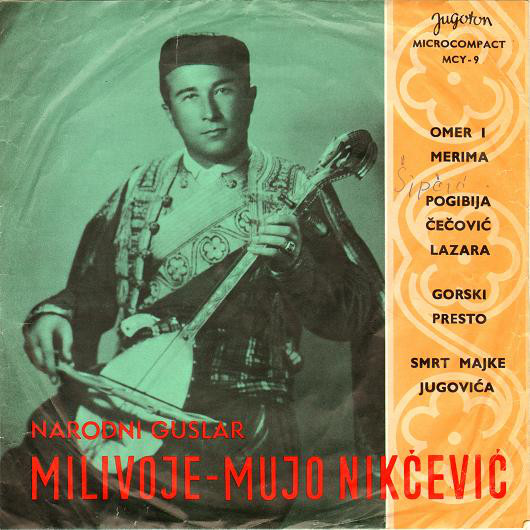 Jugoton
MICROCOMPACT
MCY-9
OMER I
MERIMA
POGIBIJA
ČEČOVIĆ
LAZARA
GORSKI
PRESTO
SMRT MAJKE
JUGOVIĆA
NARODNI GUSLAR
MILIVOJE-MUJO NIKČEVIĆ